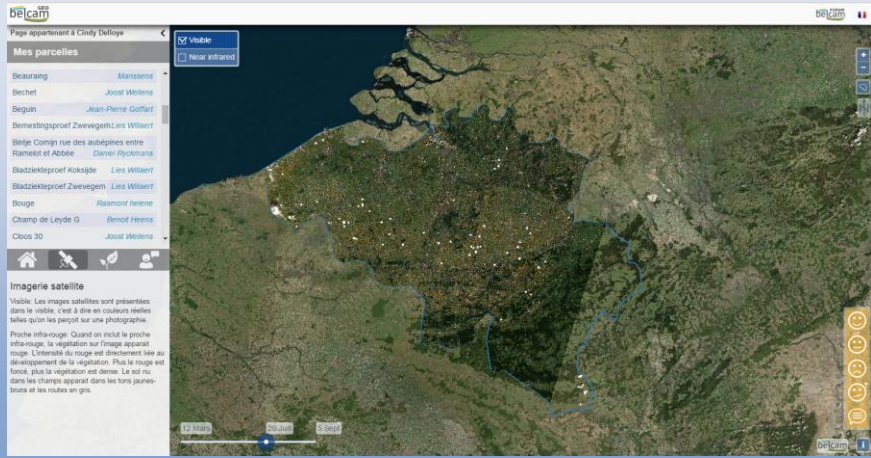 GEO
belcam
FORUM
belcam
Page appartenant à Cindy Delloye
Mes parcelles
Beauraing Manssens
Bechet Joost Wellens
Beguin Jean-Pierre Goffart
Bemestingsproef Zwevegem Lies Willaert
Bintje Comijn rue des aubépines entre
Ramelot et Abbée Daniel Ryckmans
Bladziekteproef Koksijde Lies Willaert
Bladziekteproef Zwevegem Lies Willaert
Bouge Rasmont helene
Champ de Leyde G Benoit Heens
Cloos 30 Joost Wellens
Imagerie satellite
Visible: Les images satellites sont présentées
dans le visible, c'est à dire en couleurs réelles
telles qu'on les perçoit sur une photographie.
Proche infra-rouge: Quand on inclut le proche
infra-rouge, la végétation sur l'image apparait
rouge. L'intensité du rouge est directement liée au
développement de la végétation. Plus le rouge est
foncé, plus la végétation est dense. Le sol nu
dans les champs apparait dans les tons jaunes-
bruns et les routes en gris.
Visible
Near infrared
+
−
12 Mars 20 Juil 5 Sept
belcam
i